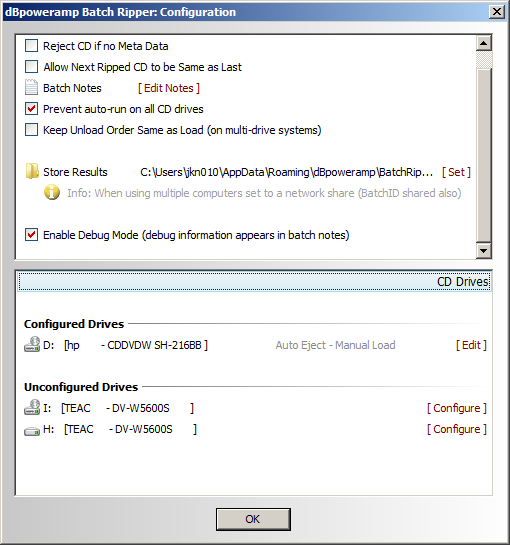 dBpoweramp Batch Ripper: Configuration
Reject CD if no Meta Data
Allow Next Ripped CD to be Same as Last
Batch Notes [ Edit Notes ]
Prevent auto-run on all CD drives
Keep Unload Order Same as Load (on multi-drive systems)
Store Results C:\Users\jkn010\AppData\Roaming\dBpoweramp\BatchRip... [ Set ]
Info: When using multiple computers set to a network share (BatchID shared also)
Enable Debug Mode (debug information appears in batch notes)
CD Drives
Configured Drives
D: [hp - CDDVDW SH-216BB ] Auto Eject - Manual Load [ Edit ]
Unconfigured Drives
I: [TEAC - DV-W5600S ] [ Configure ]
H: [TEAC - DV-W5600S ] [ Configure ]
OK